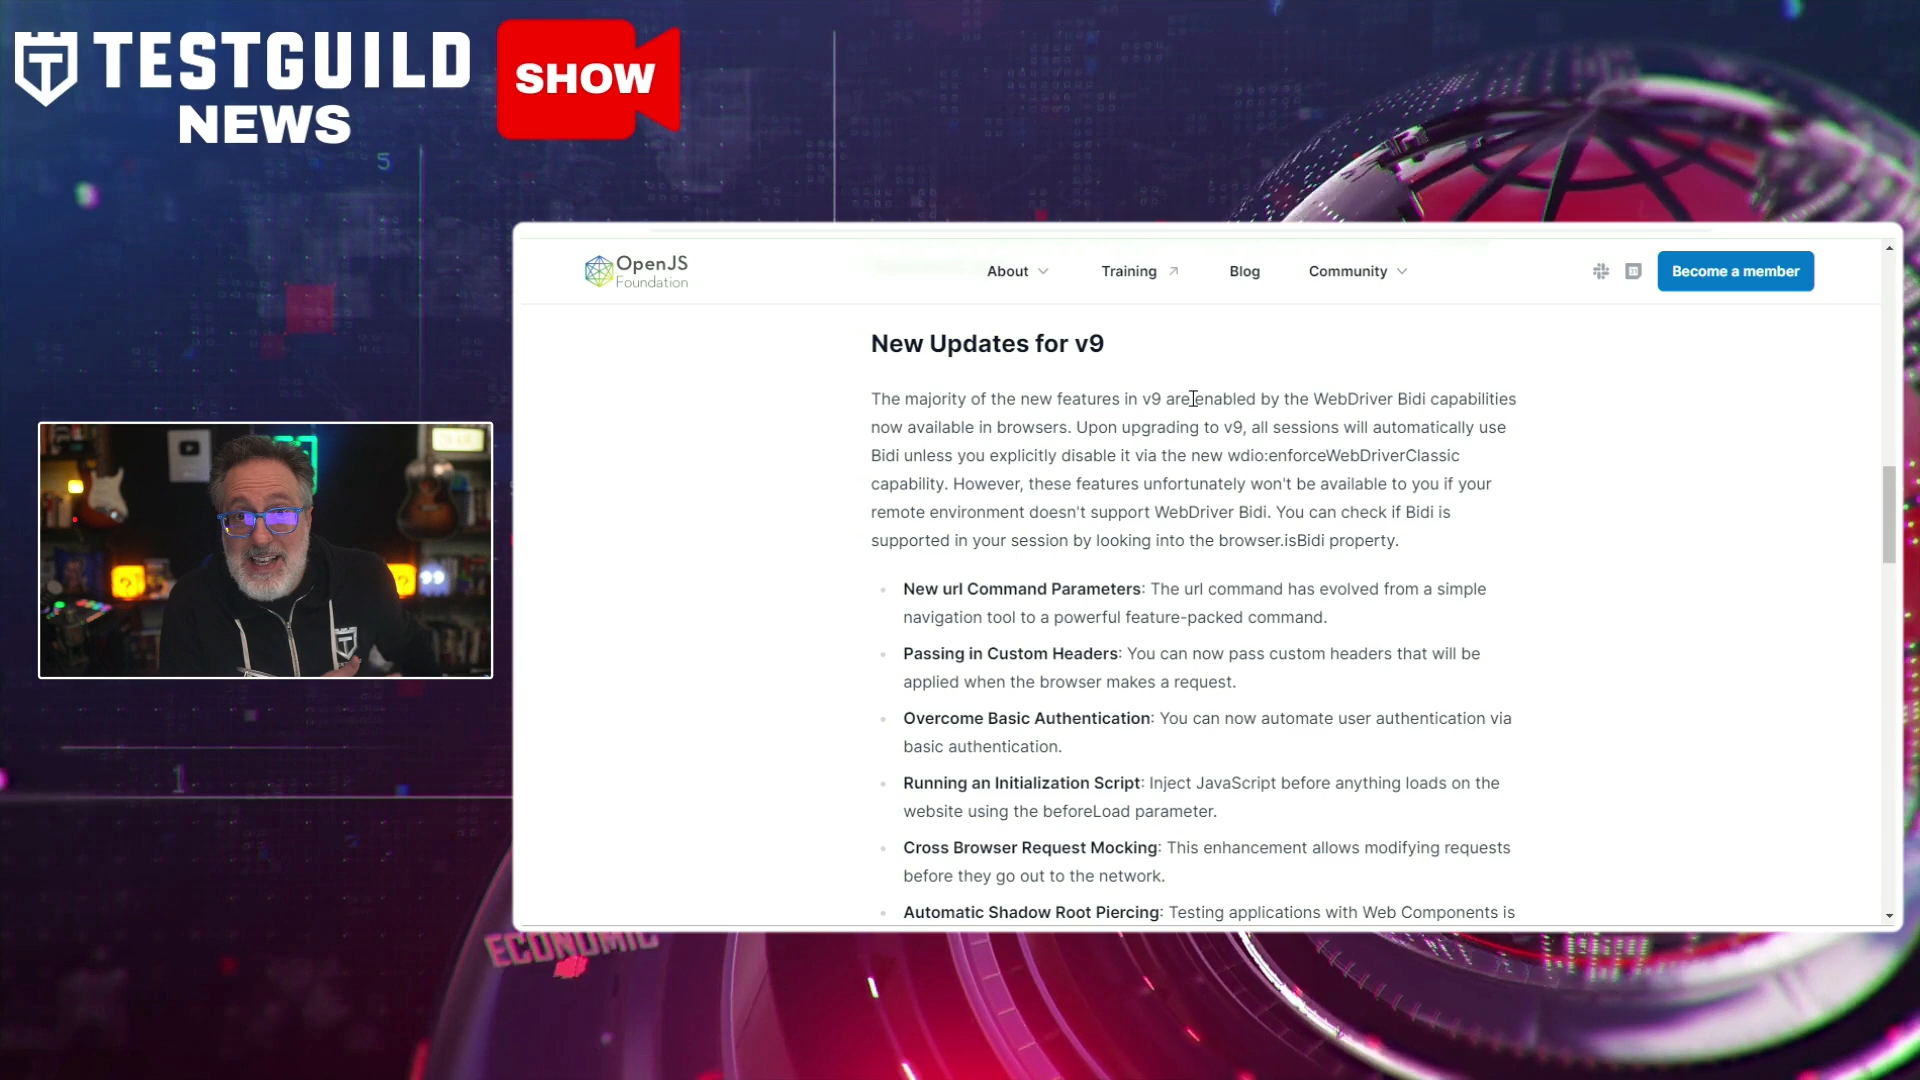 TESTGUILD
NEWS
SHOW
5
1
OpenJS
Foundation
About
Training
Blog
Community
Become a member
New Updates for v9
The majority of the new features in v9 are enabled by the WebDriver Bidi capabilities
now available in browsers. Upon upgrading to v9, all sessions will automatically use
Bidi unless you explicitly disable it via the new wdio:enforceWebDriverClassic
capability. However, these features unfortunately won't be available to you if your
remote environment doesn't support WebDriver Bidi. You can check if Bidi is
supported in your session by looking into the browser.isBidi property.
New url Command Parameters: The url command has evolved from a simple
navigation tool to a powerful feature-packed command.
Passing in Custom Headers: You can now pass custom headers that will be
applied when the browser makes a request.
Overcome Basic Authentication: You can now automate user authentication via
basic authentication.
Running an Initialization Script: Inject JavaScript before anything loads on the
website using the beforeLoad parameter.
Cross Browser Request Mocking: This enhancement allows modifying requests
before they go out to the network.
Automatic Shadow Root Piercing: Testing applications with Web Components is
ECONOMIC